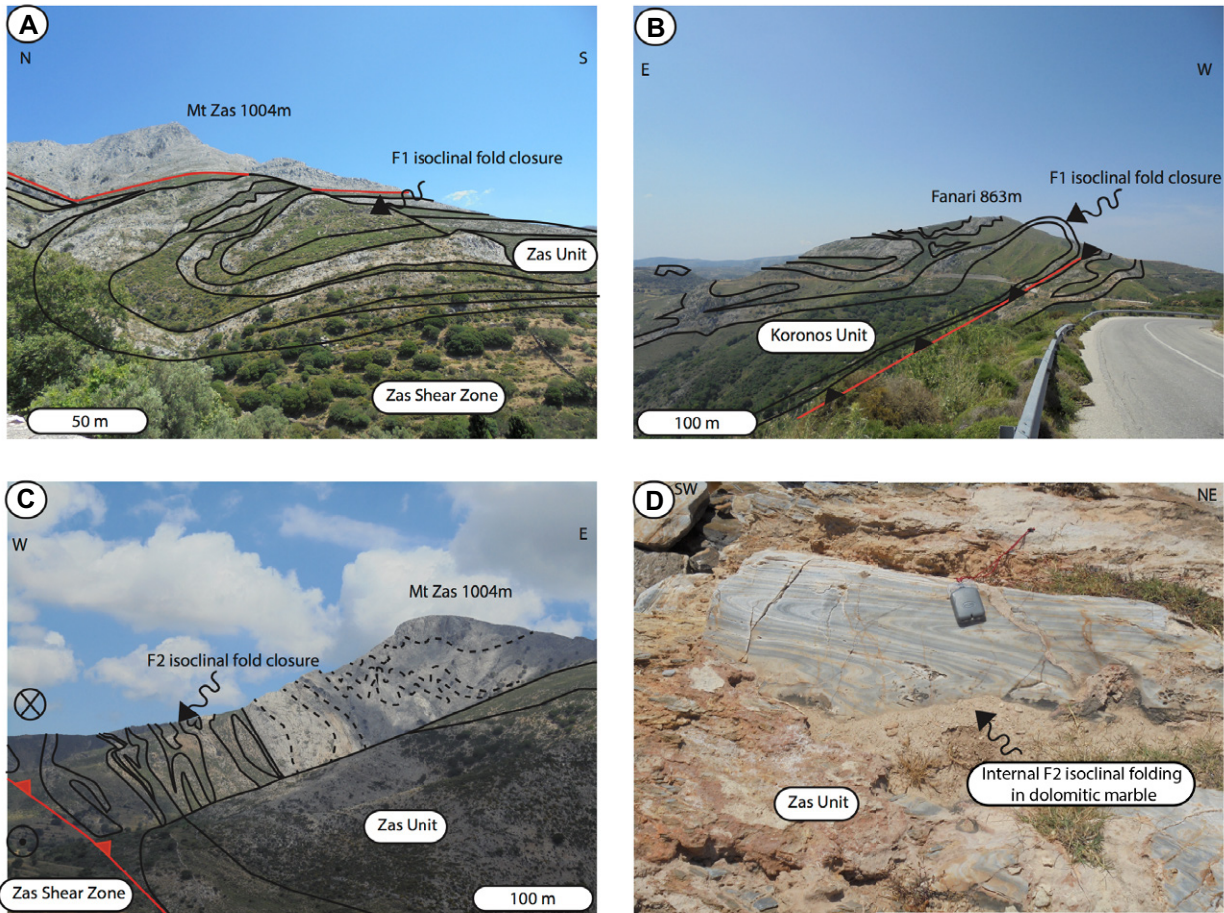 A
N
S
Mt Zas 1004m
F1 isoclinal fold closure
Zas Unit
Zas Shear Zone
50 m
B
E
W
Fanari 863m
F1 isoclinal fold closure
Koronos Unit
100 m
C
W
E
Mt Zas 1004m
F2 isoclinal fold closure
Zas Unit
Zas Shear Zone
100 m
D
SW
NE
Internal F2 isoclinal folding
in dolomitic marble
Zas Unit